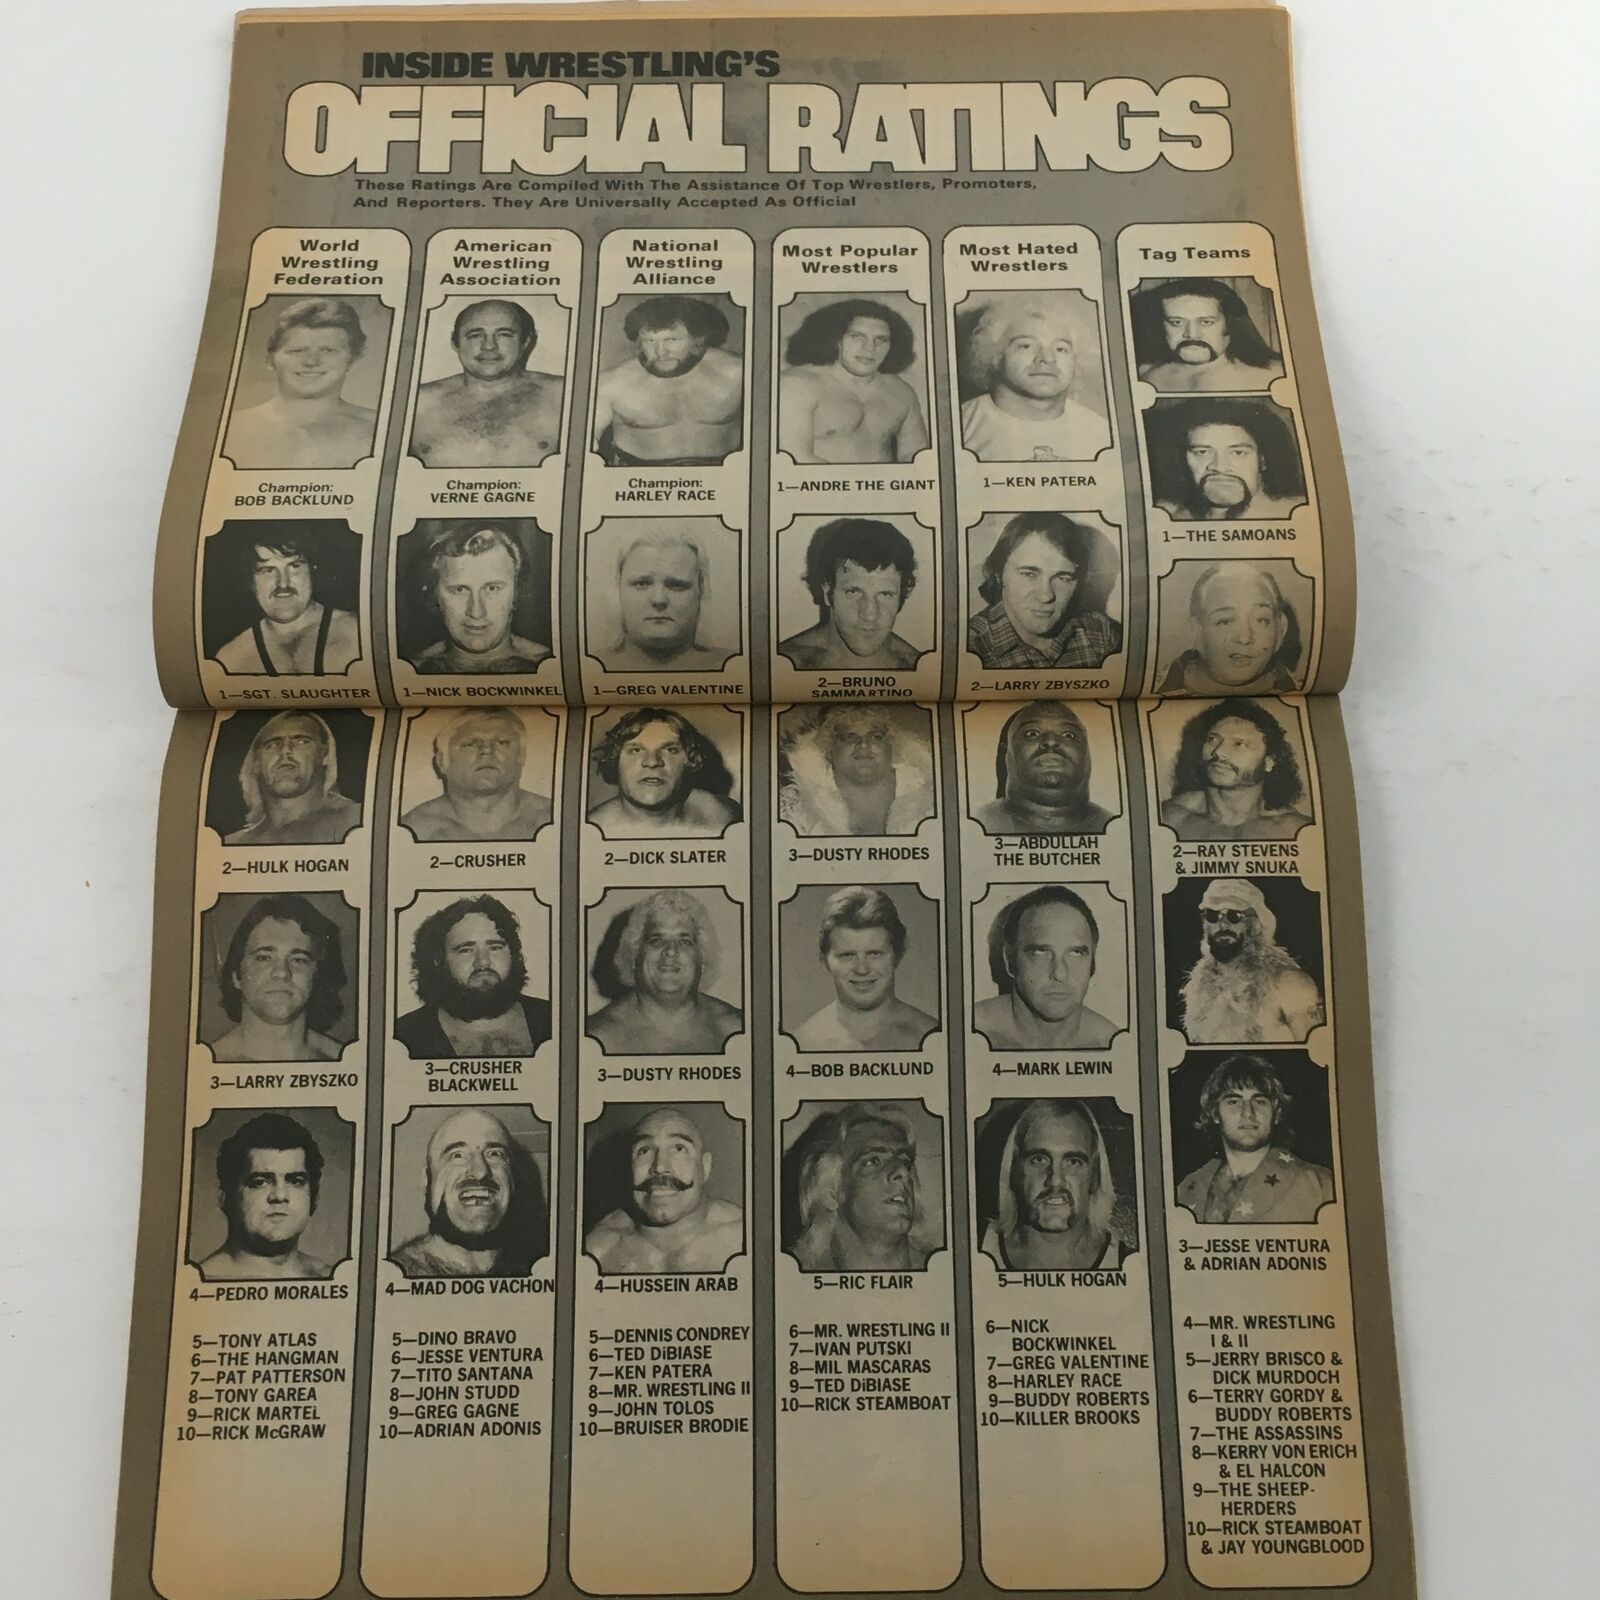 INSIDE WRESTLING'S
OFFICIAL RATINGS
These Ratings Are Compiled With The Assistance Of Top Wrestlers, Promoters,
And Reporters. They Are Universally Accepted As Official
World
Wrestling
Federation
Champion:
BOB BACKLUND
1—SGT. SLAUGHTER
2—HULK HOGAN
3—LARRY ZBYSZKO
4—PEDRO MORALES
5—TONY ATLAS
6—THE HANGMAN
7—PAT PATTERSON
8—TONY GAREA
9—RICK MARTEL
10—RICK McGRAW
American
Wrestling
Association
Champion:
VERNE GAGNE
1—NICK BOCKWINKEL
2—CRUSHER
3—CRUSHER
BLACKWELL
4—MAD DOG VACHON
5—DINO BRAVO
6—JESSE VENTURA
7—TITO SANTANA
8—JOHN STUDD
9—GREG GAGNE
10—ADRIAN ADONIS
National
Wrestling
Alliance
Champion:
HARLEY RACE
1—GREG VALENTINE
2—DICK SLATER
3—DUSTY RHODES
4—HUSSEIN ARAB
5—DENNIS CONDREY
6—TED DiBIASE
7—KEN PATERA
8—MR. WRESTLING II
9—JOHN TOLOS
10—BRUISER BRODIE
Most Popular
Wrestlers
1—ANDRE THE GIANT
2—BRUNO
SAMMARTINO
3—DUSTY RHODES
4—BOB BACKLUND
5—RIC FLAIR
6—MR. WRESTLING II
7—IVAN PUTSKI
8—MIL MASCARAS
9—TED DiBIASE
10—RICK STEAMBOAT
Most Hated
Wrestlers
1—KEN PATERA
2—LARRY ZBYSZKO
3—ABDULLAH
THE BUTCHER
4—MARK LEWIN
5—HULK HOGAN
6—NICK
BOCKWINKEL
7—GREG VALENTINE
8—HARLEY RACE
9—BUDDY ROBERTS
10—KILLER BROOKS
Tag Teams
1—THE SAMOANS
2—RAY STEVENS
& JIMMY SNUKA
3—JESSE VENTURA
& ADRIAN ADONIS
4—MR. WRESTLING
I & II
5—JERRY BRISCO &
DICK MURDOCH
6—TERRY GORDY &
BUDDY ROBERTS
7—THE ASSASSINS
8—KERRY VON ERICH
& EL HALCON
9—THE SHEEP-
HERDERS
10—RICK STEAMBOAT
& JAY YOUNGBLOOD